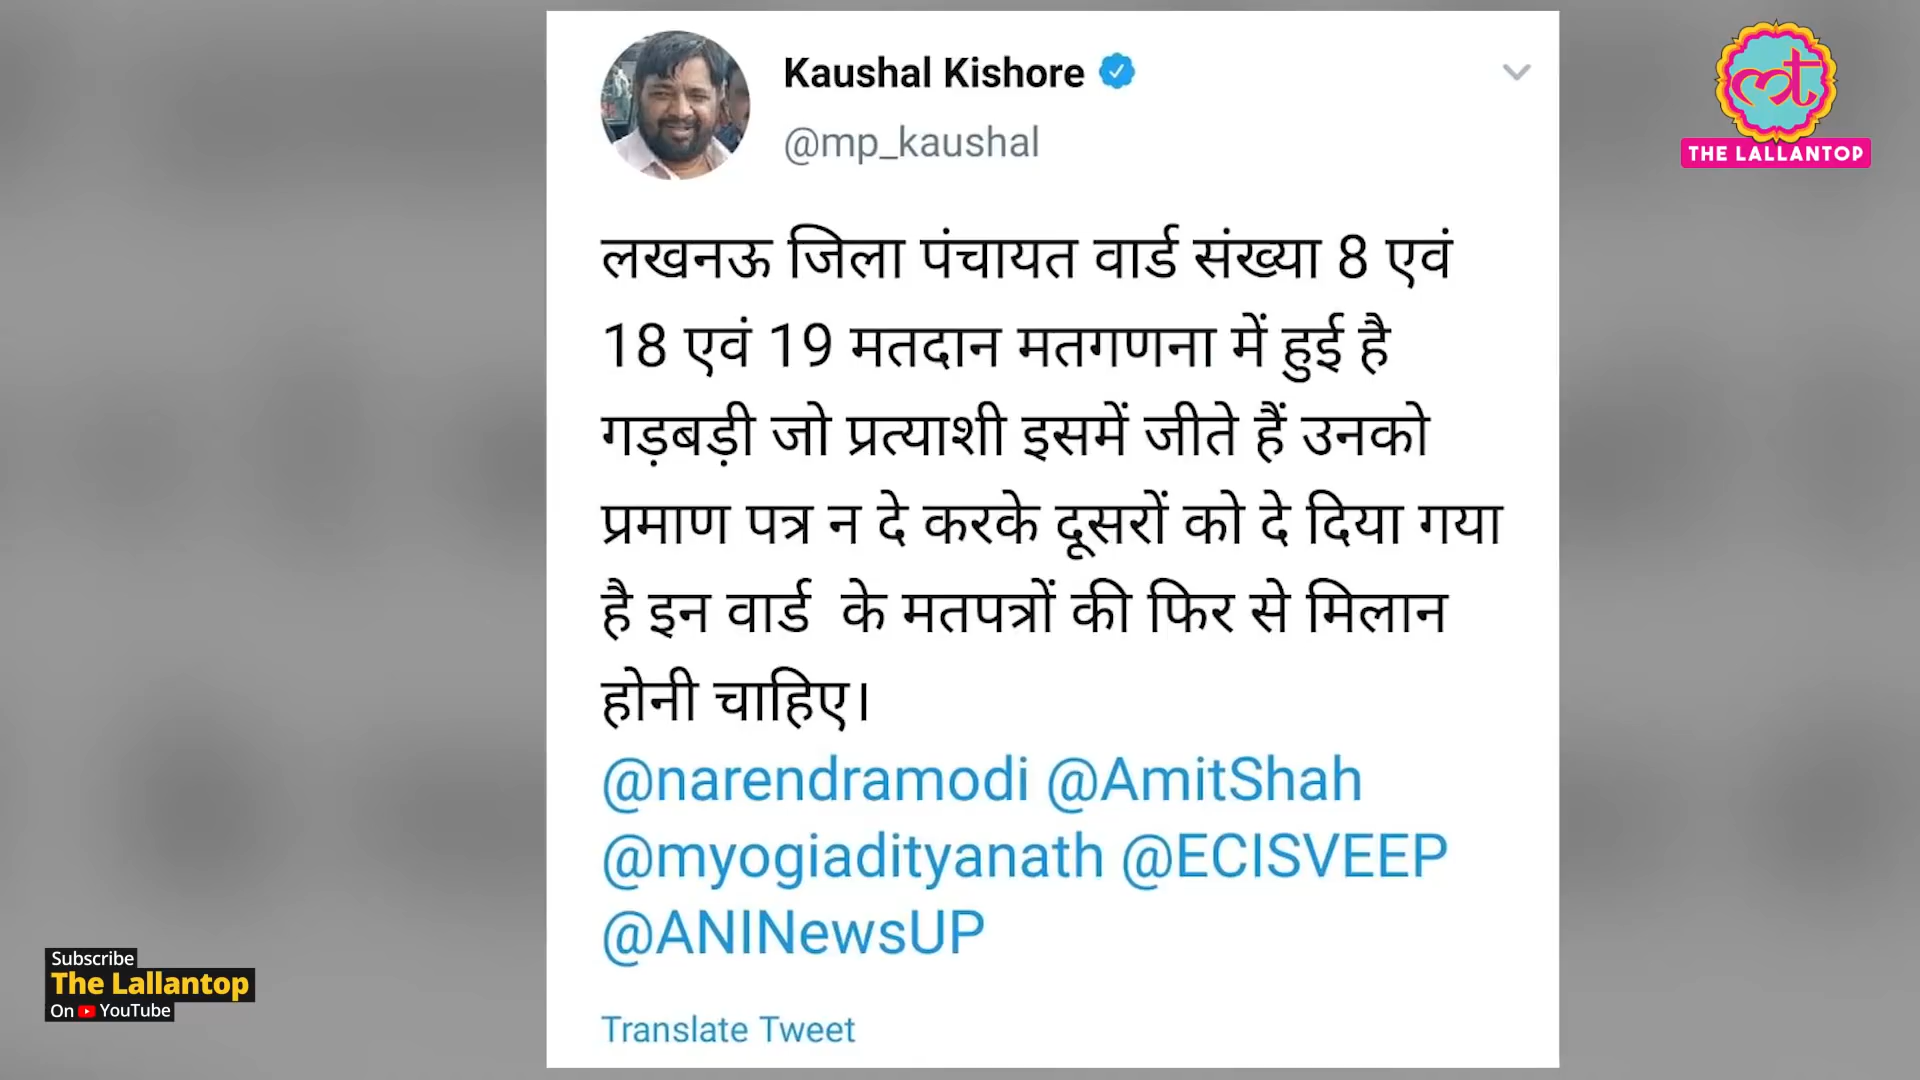 Kaushal Kishore
@mp_kaushal
लखनऊ जिला पंचायत वार्ड संख्या 8 एवं
18 एवं 19 मतदान मतगणना में हुई है
गड़बड़ी जो प्रत्याशी इसमें जीते हैं उनको
प्रमाण पत्र न दे करके दूसरों को दे दिया गया
है इन वार्ड  के मतपत्रों की फिर से मिलान
होनी चाहिए।
@narendramodi @AmitShah
@myogiadityanath @ECISVEEP
@ANINewsUP
Translate Tweet
THE LALLANTOP
Subscribe
The Lallantop
On YouTube